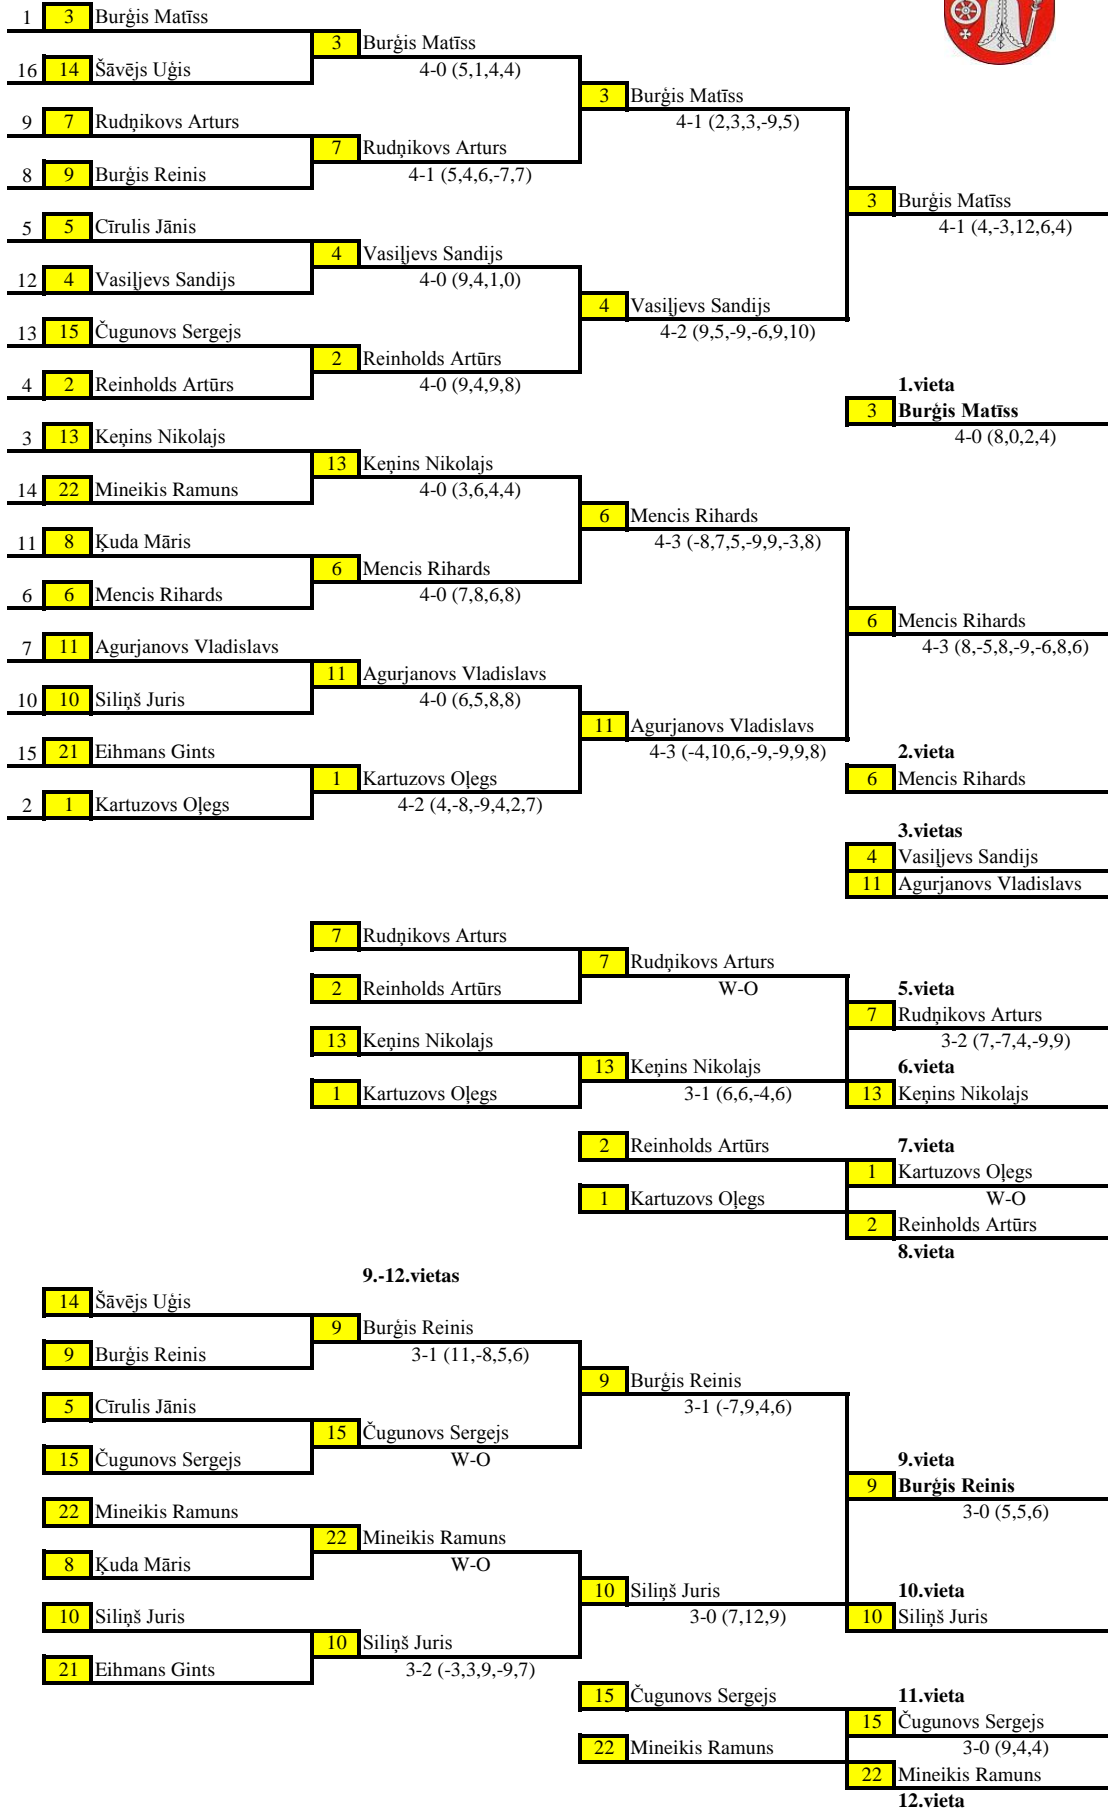 1 3 Burģis Matīss
3 Burģis Matīss
16 14 Šāvējs Uģis 4-0 (5,1,4,4)
3 Burģis Matīss
9 7 Rudņikovs Arturs 4-1 (2,3,3,-9,5)
7 Rudņikovs Arturs
8 9 Burģis Reinis 4-1 (5,4,6,-7,7)
3 Burģis Matīss
5 5 Cīrulis Jānis 4-1 (4,-3,12,6,4)
4 Vasiļjevs Sandijs
12 4 Vasiļjevs Sandijs 4-0 (9,4,1,0)
4 Vasiļjevs Sandijs
13 15 Čugunovs Sergejs 4-2 (9,5,-9,-6,9,10)
2 Reinholds Artūrs
4 2 Reinholds Artūrs 4-0 (9,4,9,8) 1.vieta
3 Burģis Matīss
3 13 Keņins Nikolajs 4-0 (8,0,2,4)
13 Keņins Nikolajs
14 22 Mineikis Ramuns 4-0 (3,6,4,4)
6 Mencis Rihards
11 8 Ķuda Māris 4-3 (-8,7,5,-9,9,-3,8)
6 Mencis Rihards
6 6 Mencis Rihards 4-0 (7,8,6,8)
6 Mencis Rihards
7 11 Agurjanovs Vladislavs 4-3 (8,-5,8,-9,-6,8,6)
11 Agurjanovs Vladislavs
10 10 Siliņš Juris 4-0 (6,5,8,8)
11 Agurjanovs Vladislavs
15 21 Eihmans Gints 4-3 (-4,10,6,-9,-9,9,8) 2.vieta
1 Kartuzovs Oļegs 6 Mencis Rihards
2 1 Kartuzovs Oļegs 4-2 (4,-8,-9,4,2,7)
3.vietas
4 Vasiļjevs Sandijs
11 Agurjanovs Vladislavs
7 Rudņikovs Arturs
7 Rudņikovs Arturs
2 Reinholds Artūrs W-O 5.vieta
7 Rudņikovs Arturs
13 Keņins Nikolajs 3-2 (7,-7,4,-9,9)
13 Keņins Nikolajs 6.vieta
1 Kartuzovs Oļegs 3-1 (6,6,-4,6) 13 Keņins Nikolajs
2 Reinholds Artūrs 7.vieta
1 Kartuzovs Oļegs
1 Kartuzovs Oļegs W-O
2 Reinholds Artūrs
8.vieta
9.-12.vietas
14 Šāvējs Uģis
9 Burģis Reinis
9 Burģis Reinis 3-1 (11,-8,5,6)
9 Burģis Reinis
5 Cīrulis Jānis 3-1 (-7,9,4,6)
15 Čugunovs Sergejs
15 Čugunovs Sergejs W-O 9.vieta
9 Burģis Reinis
22 Mineikis Ramuns 3-0 (5,5,6)
22 Mineikis Ramuns
8 Ķuda Māris W-O
10 Siliņš Juris 10.vieta
10 Siliņš Juris 3-0 (7,12,9) 10 Siliņš Juris
10 Siliņš Juris
21 Eihmans Gints 3-2 (-3,3,9,-9,7)
15 Čugunovs Sergejs 11.vieta
15 Čugunovs Sergejs
22 Mineikis Ramuns 3-0 (9,4,4)
22 Mineikis Ramuns
12.vieta